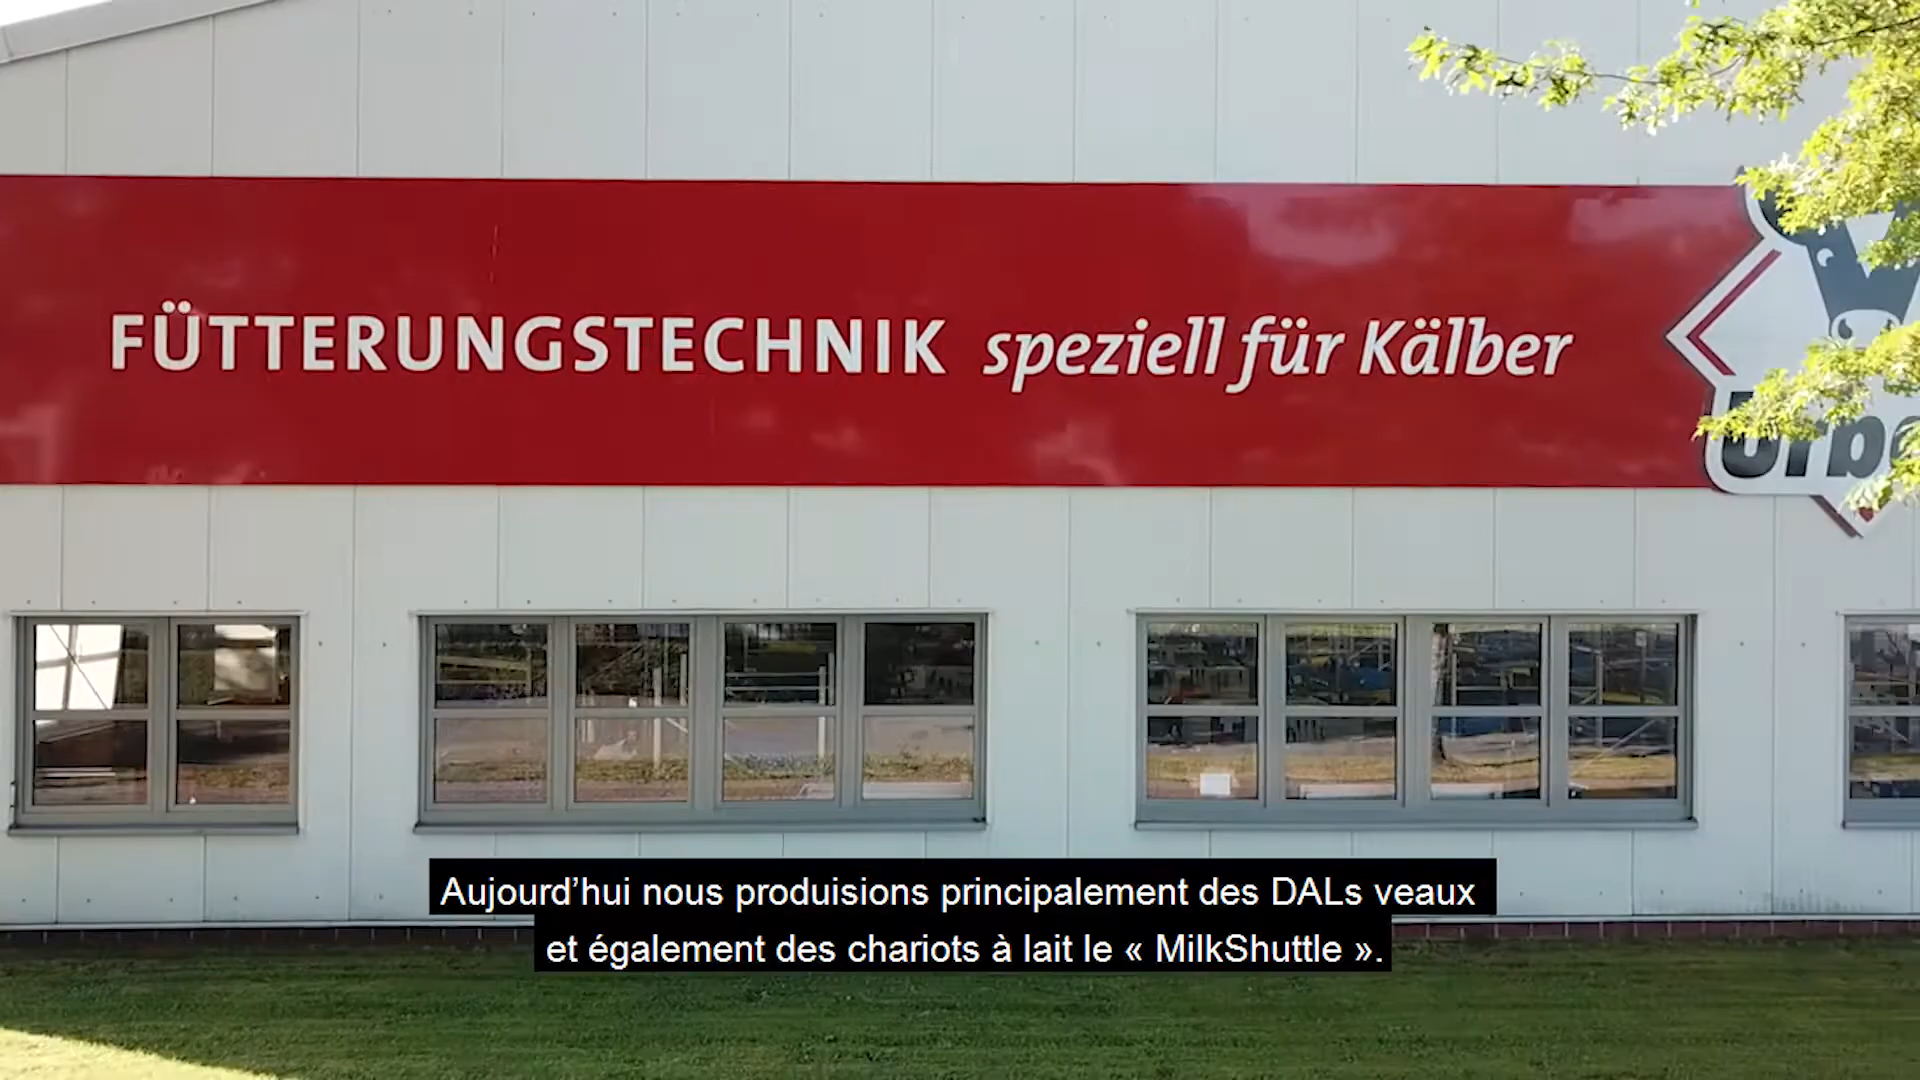 FÜTTERUNGSTECHNIK speziell für Kälber
Aujourd’hui nous produisions principalement des DALs veaux
et également des chariots à lait le « MilkShuttle ».